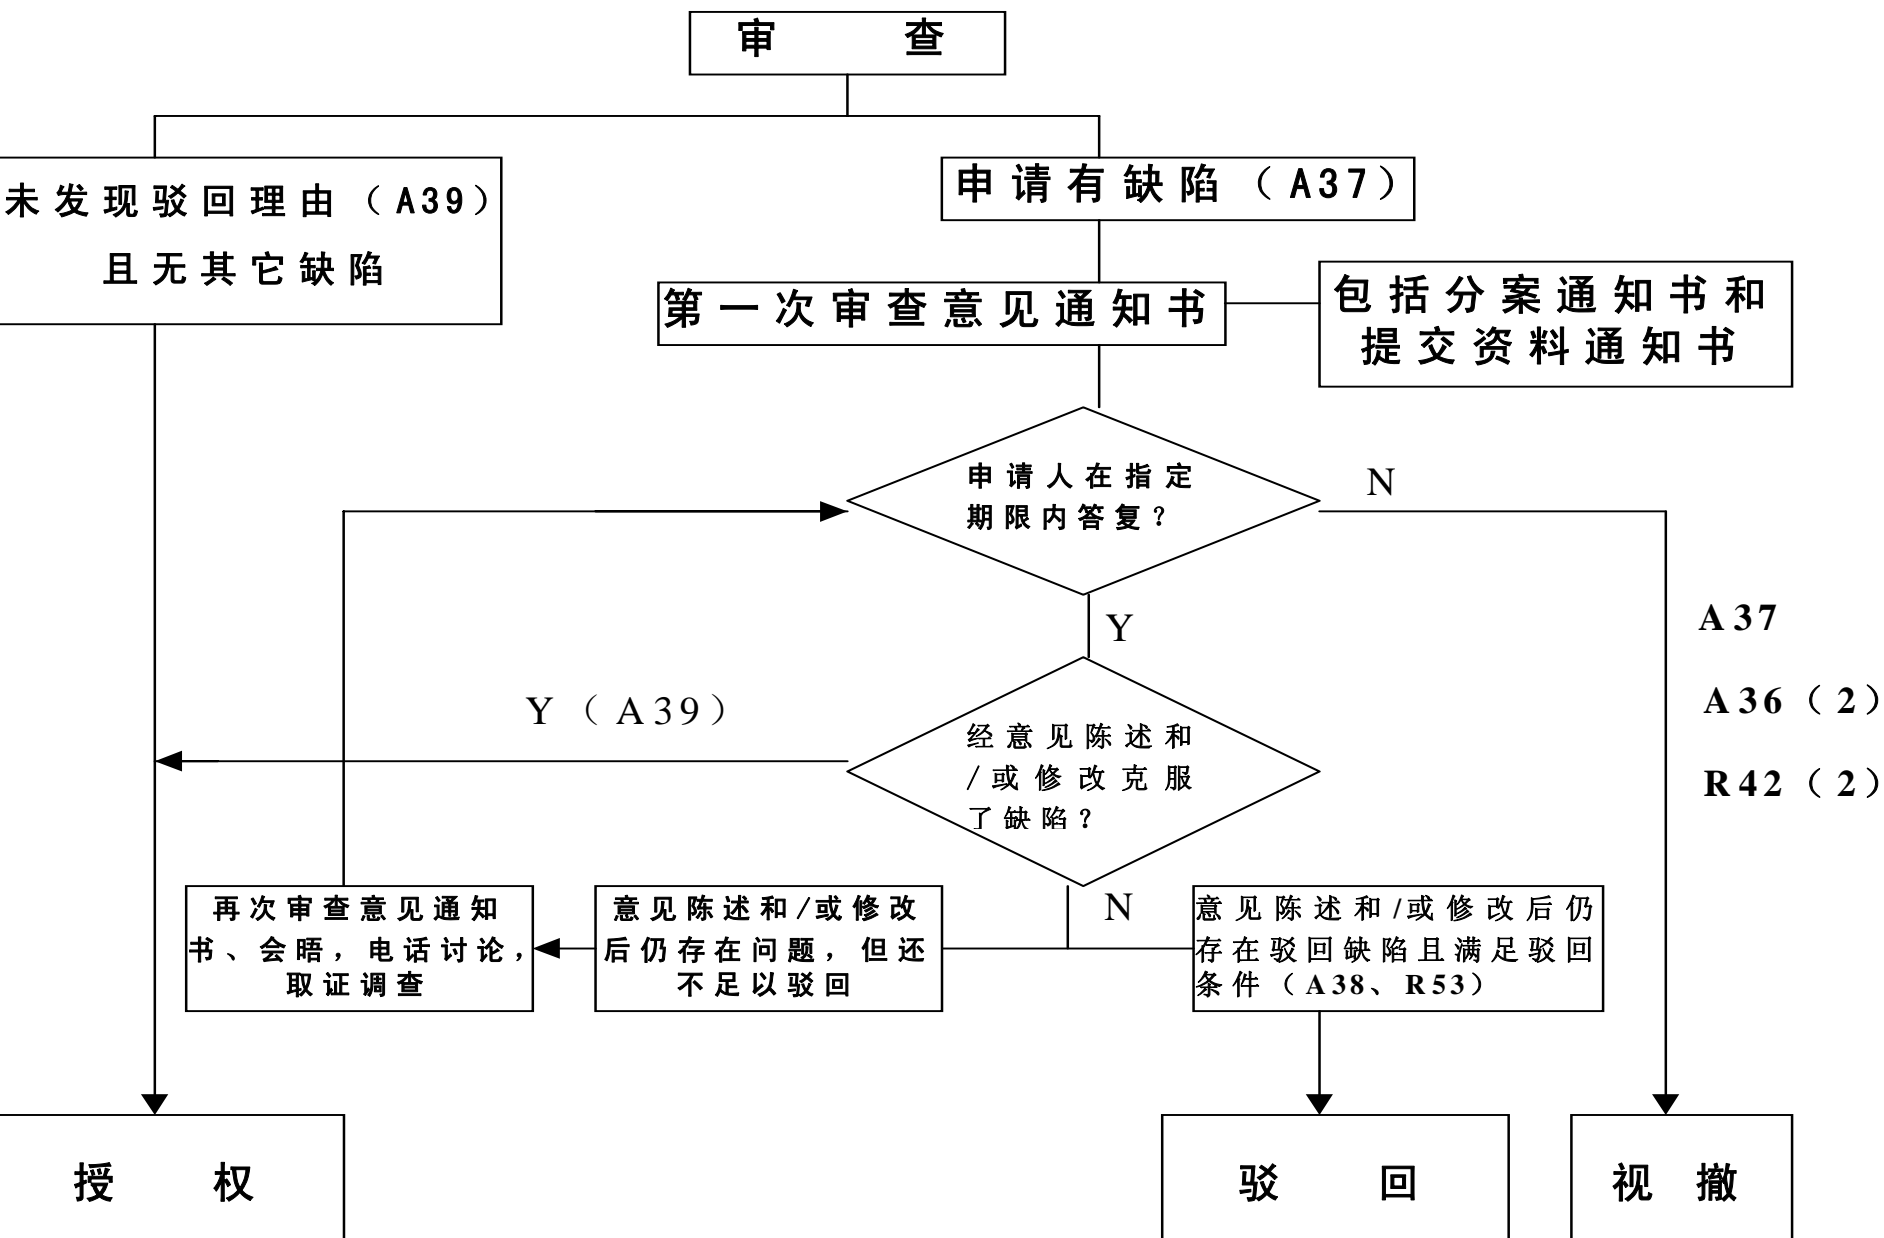 审 查
未发现驳回理由（A39）
且无其它缺陷
申请有缺陷（A37）
第一次审查意见通知书
包括分案通知书和
提交资料通知书
申请人在指定
期限内答复？
N
Y
A37
A36（2）
R42（2）
Y（A39）
经意见陈述和
/或修改克服
了缺陷？
N
再次审查意见通知
书、会晤，电话讨论，
取证调查
意见陈述和/或修改
后仍存在问题，但还
不足以驳回
意见陈述和/或修改后仍
存在驳回缺陷且满足驳回
条件（A38、R53）
授 权
驳 回
视 撤